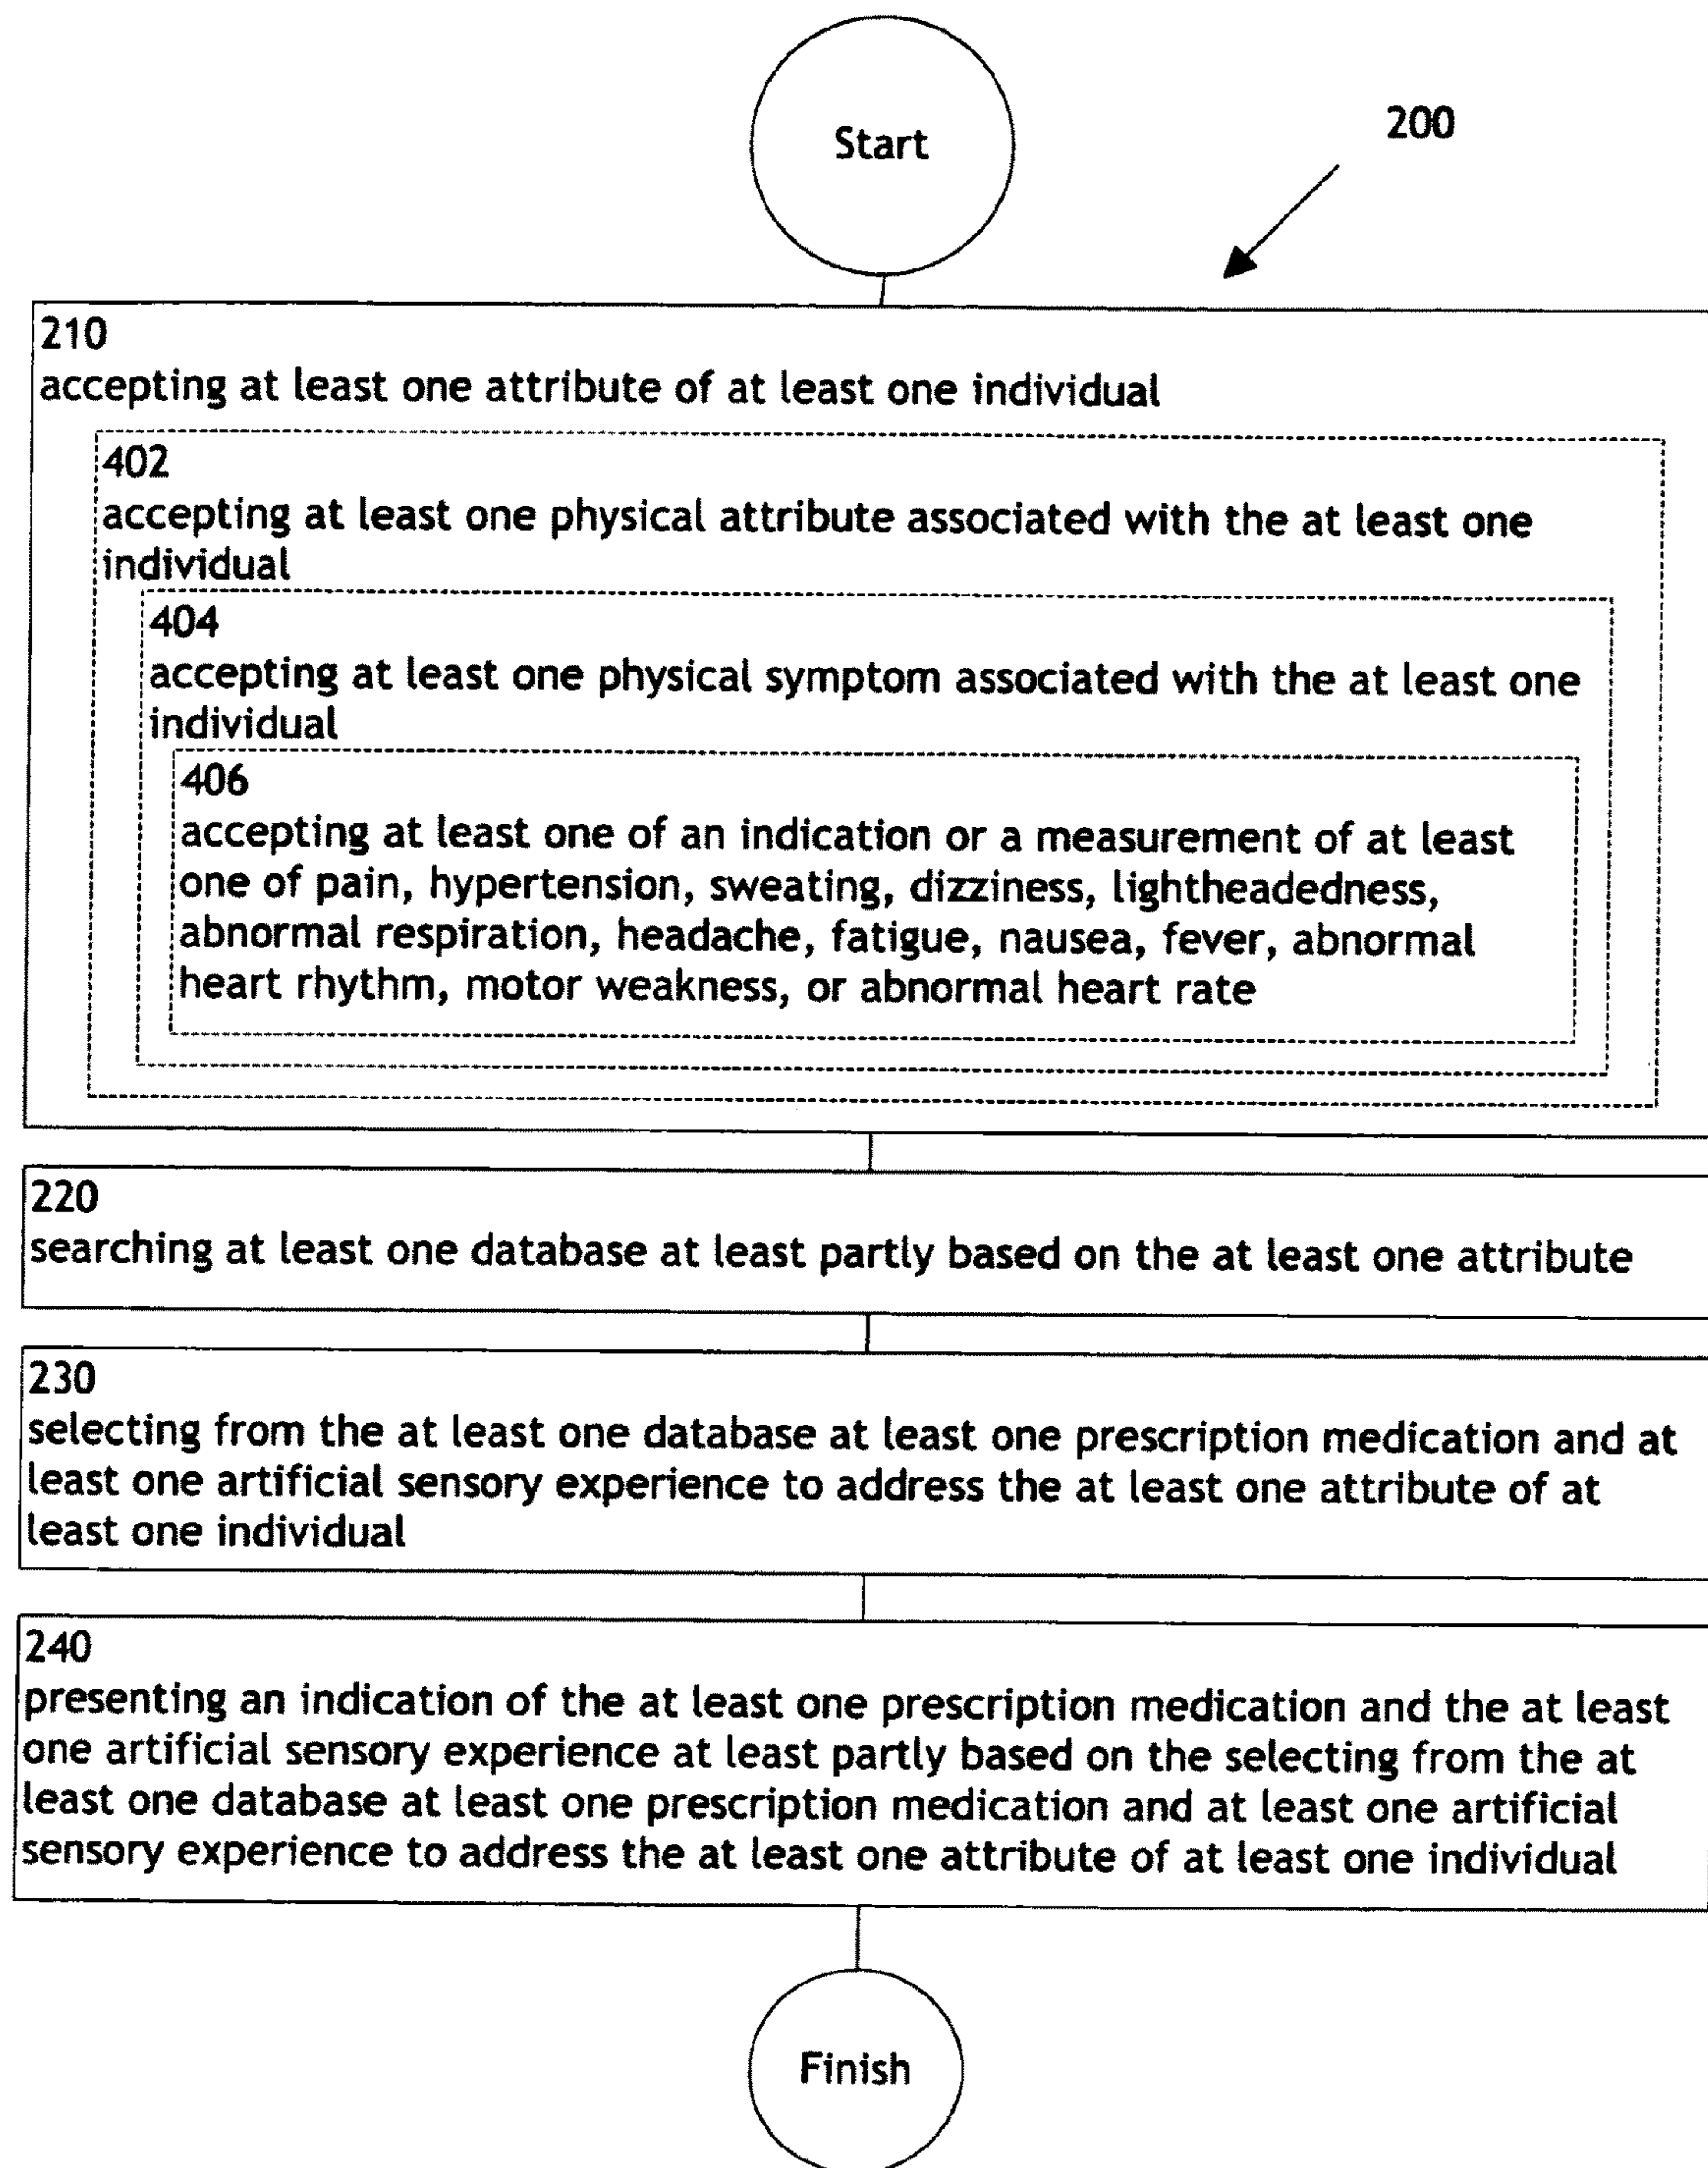 Start
200
210
accepting at least one attribute of at least one individual
402
accepting at least one physical attribute associated with the at least one
individual
404
accepting at least one physical symptom associated with the at least one
individual
406
accepting at least one of an indication or a measurement of at least
one of pain, hypertension, sweating, dizziness, lightheadedness,
abnormal respiration, headache, fatigue, nausea, fever, abnormal
heart rhythm, motor weakness, or abnormal heart rate
220
searching at least one database at least partly based on the at least one attribute
230
selecting from the at least one database at least one prescription medication and at
least one artificial sensory experience to address the at least one attribute of at
least one individual
240
presenting an indication of the at least one prescription medication and the at least
one artificial sensory experience at least partly based on the selecting from the at
least one database at least one prescription medication and at least one artificial
sensory experience to address the at least one attribute of at least one individual
Finish